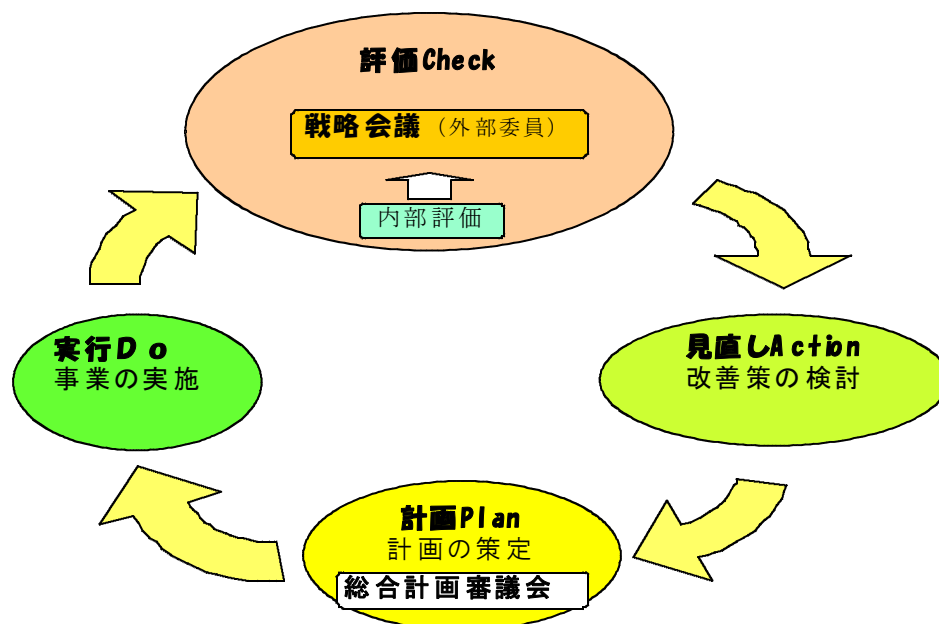 評価Check
戦略会議（外部委員）
内部評価
実行Ｄｏ
事業の実施
見直しAction
改善策の検討
計画Plan
計画の策定
総合計画審議会